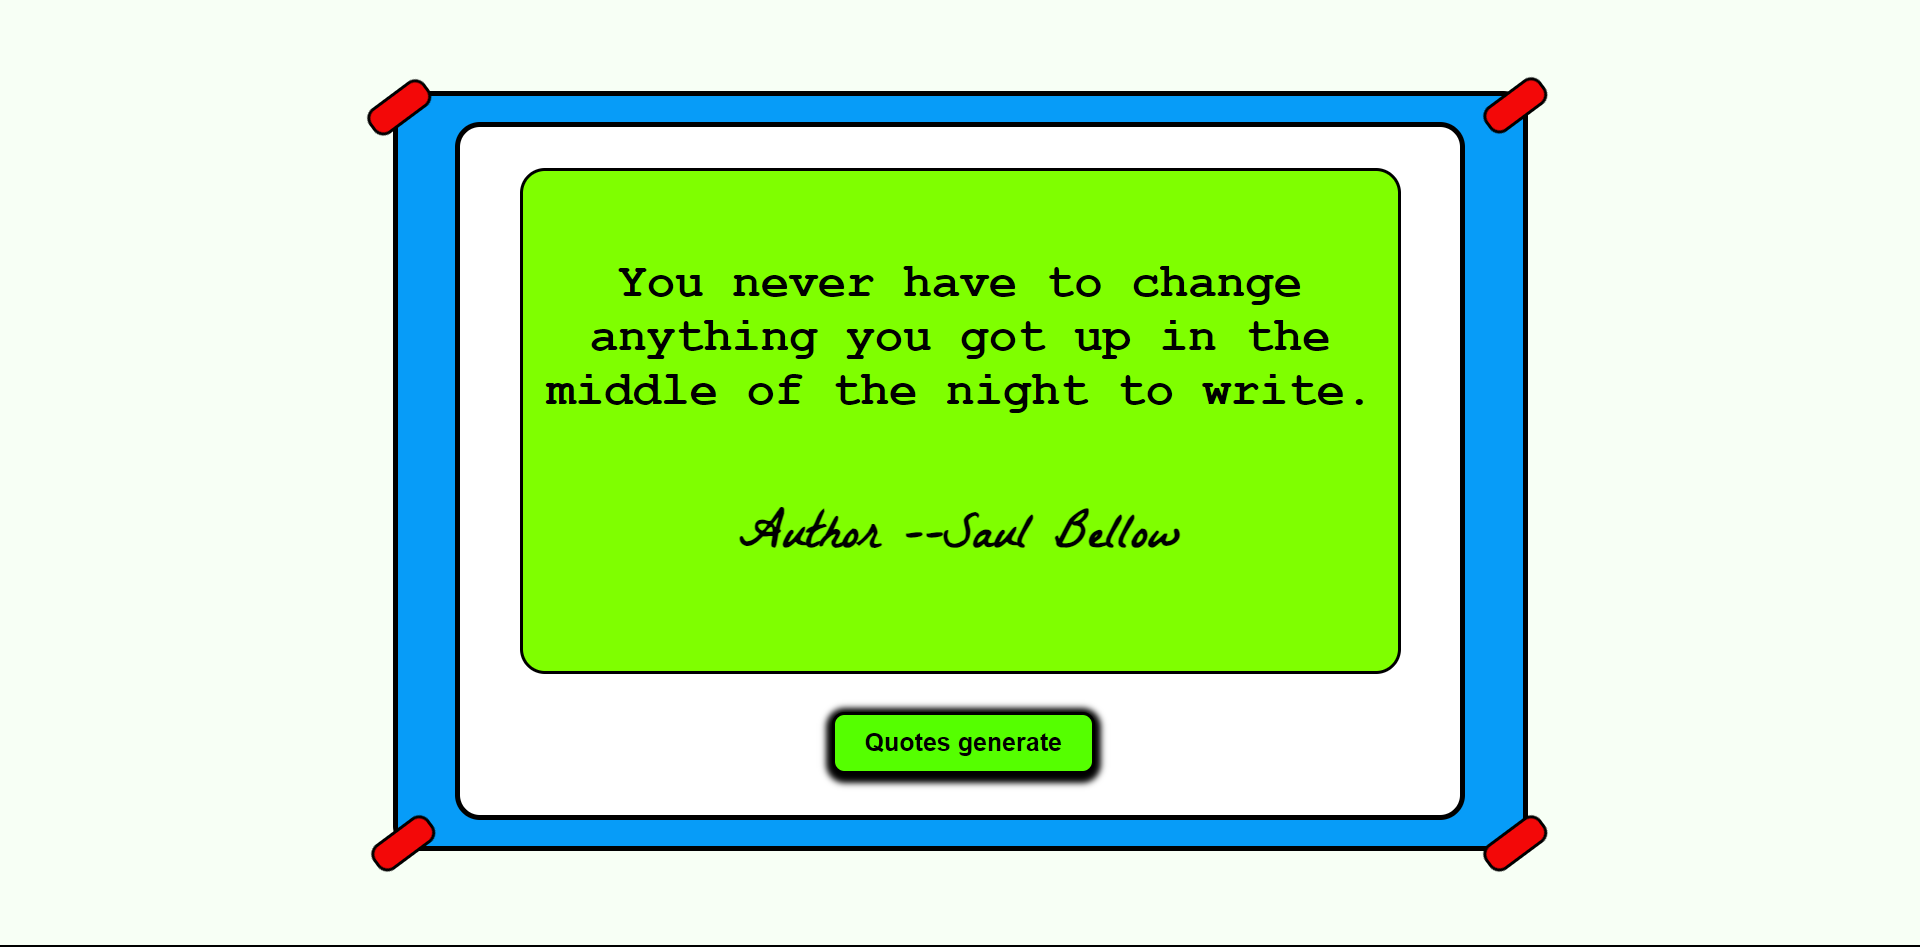 You never have to change
anything you got up in the
middle of the night to write.
Author --Saul Bellow
Quotes generate